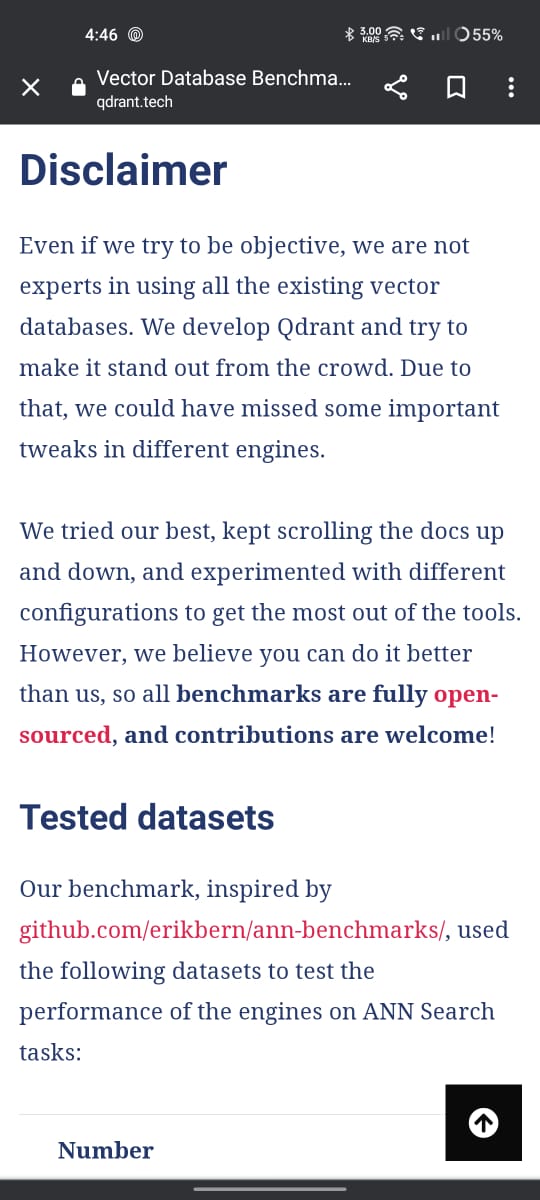 4:46
3.00
KB/S
55%
Vector Database Benchma...
qdrant.tech
Disclaimer
Even if we try to be objective, we are not
experts in using all the existing vector
databases. We develop Qdrant and try to
make it stand out from the crowd. Due to
that, we could have missed some important
tweaks in different engines.
We tried our best, kept scrolling the docs up
and down, and experimented with different
configurations to get the most out of the tools.
However, we believe you can do it better
than us, so all benchmarks are fully open-
sourced, and contributions are welcome!
Tested datasets
Our benchmark, inspired by
github.com/erikbern/ann-benchmarks/, used
the following datasets to test the
performance of the engines on ANN Search
tasks:
Number